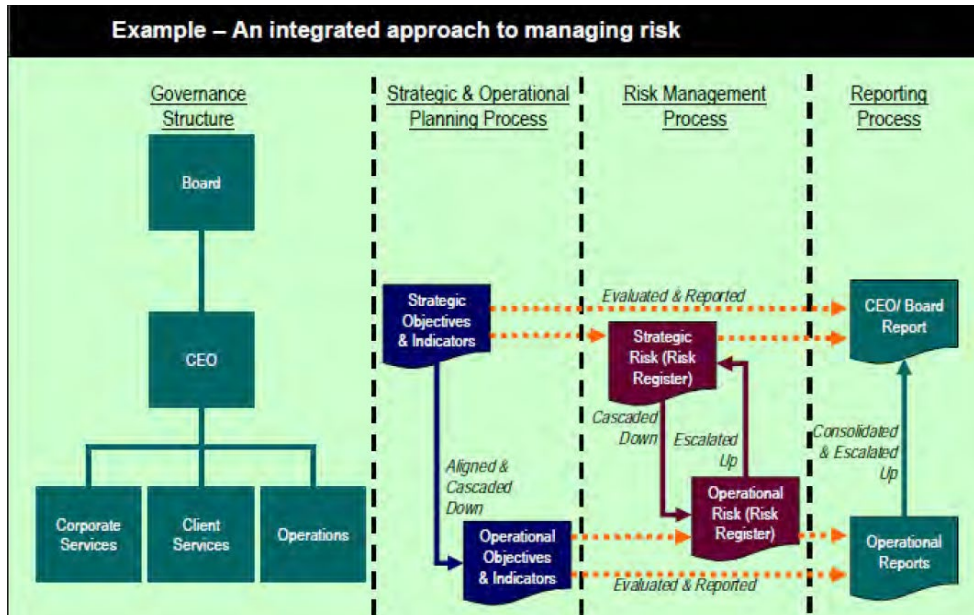 Example – An integrated approach to managing risk
Governance
Structure
Strategic & Operational
Planning Process
Risk Management
Process
Reporting
Process
Board
CEO
Corporate
Services
Client
Services
Operations
Strategic
Objectives
& Indicators
Evaluated & Reported
Strategic
Risk (Risk
Register)
CEO/ Board
Report
Cascaded
Down
Escalated
Up
Consolidated
& Escalated
Up
Aligned &
Cascaded
Down
Operational
Risk (Risk
Register)
Operational
Objectives
& Indicators
Evaluated & Reported
Operational
Reports